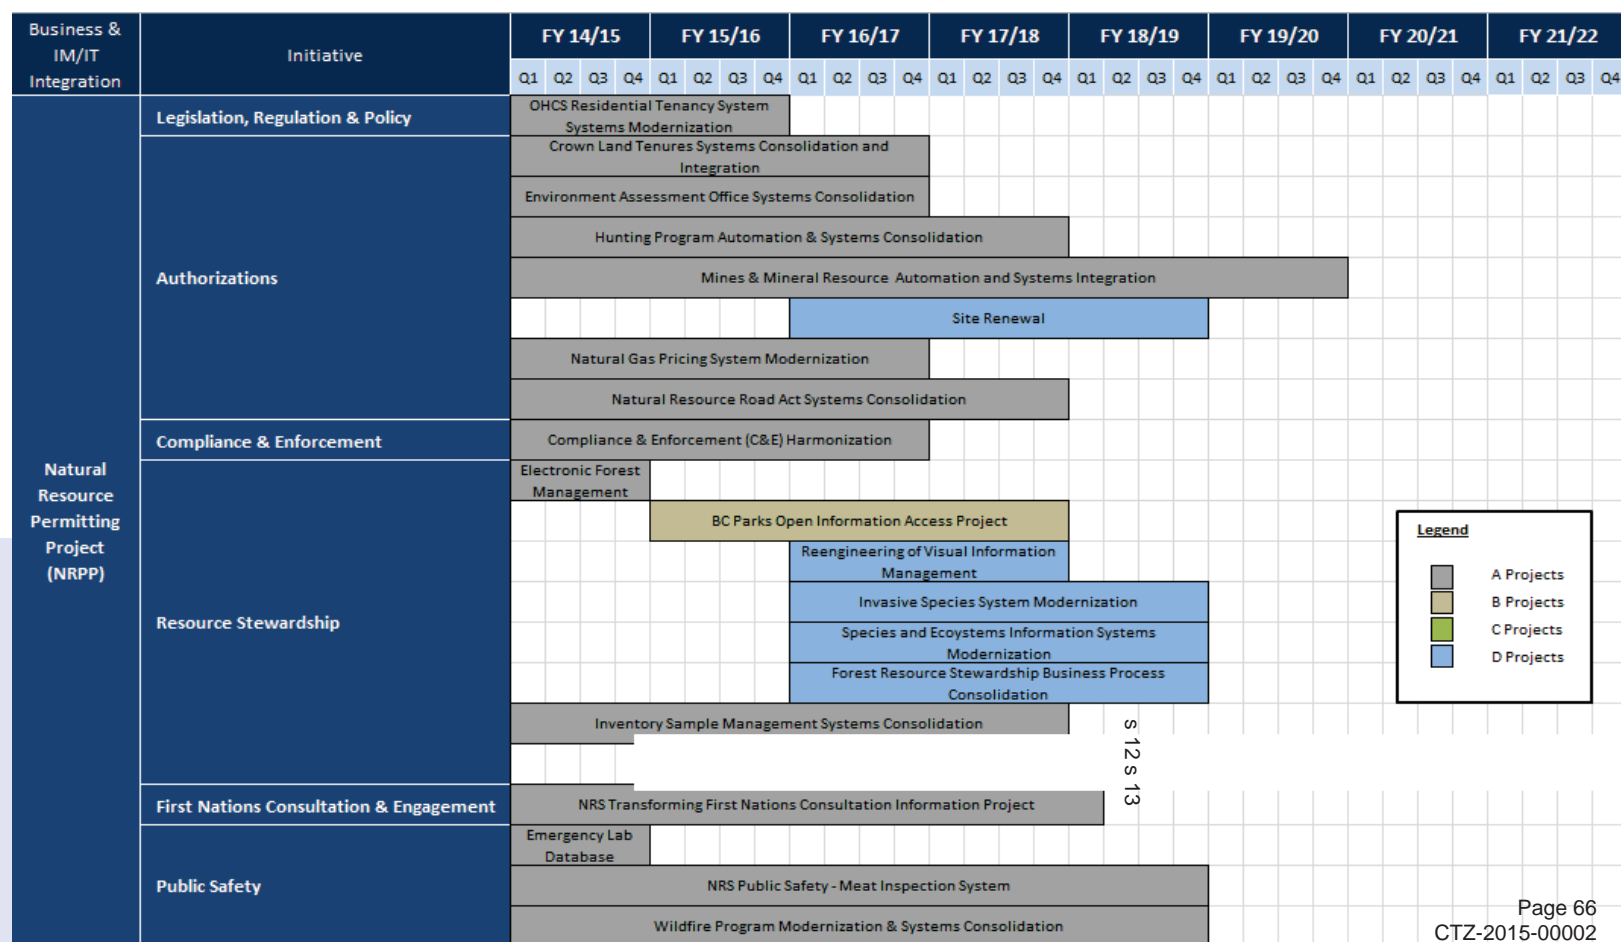 Business &
IM/IT
Integration
Initiative
FY 14/15 FY 15/16 FY 16/17 FY 17/18 FY 18/19 FY 19/20 FY 20/21 FY 21/22
Q1 Q2 Q3 Q4 Q1 Q2 Q3 Q4 Q1 Q2 Q3 Q4 Q1 Q2 Q3 Q4 Q1 Q2 Q3 Q4 Q1 Q2 Q3 Q4 Q1 Q2 Q3 Q4 Q1 Q2 Q3 Q4
Natural
Resource
Permitting
Project
(NRPP)
Legislation, Regulation & Policy
OHCS Residential Tenancy System
Systems Modernization
Authorizations
Crown Land Tenures Systems Consolidation and
Integration
Environment Assessment Office Systems Consolidation
Hunting Program Automation & Systems Consolidation
Mines & Mineral Resource Automation and Systems Integration
Site Renewal
Natural Gas Pricing System Modernization
Natural Resource Road Act Systems Consolidation
Compliance & Enforcement
Compliance & Enforcement (C&E) Harmonization
Resource Stewardship
Electronic Forest
Management
BC Parks Open Information Access Project
Reengineering of Visual Information
Management
Invasive Species System Modernization
Species and Ecoystems Information Systems
Modernization
Forest Resource Stewardship Business Process
Consolidation
Inventory Sample Management Systems Consolidation
s 12 s 13
First Nations Consultation & Engagement
NRS Transforming First Nations Consultation Information Project
Public Safety
Emergency Lab
Database
NRS Public Safety - Meat Inspection System
Wildfire Program Modernization & Systems Consolidation
Legend
A Projects
B Projects
C Projects
D Projects
Page 66
CTZ-2015-00002